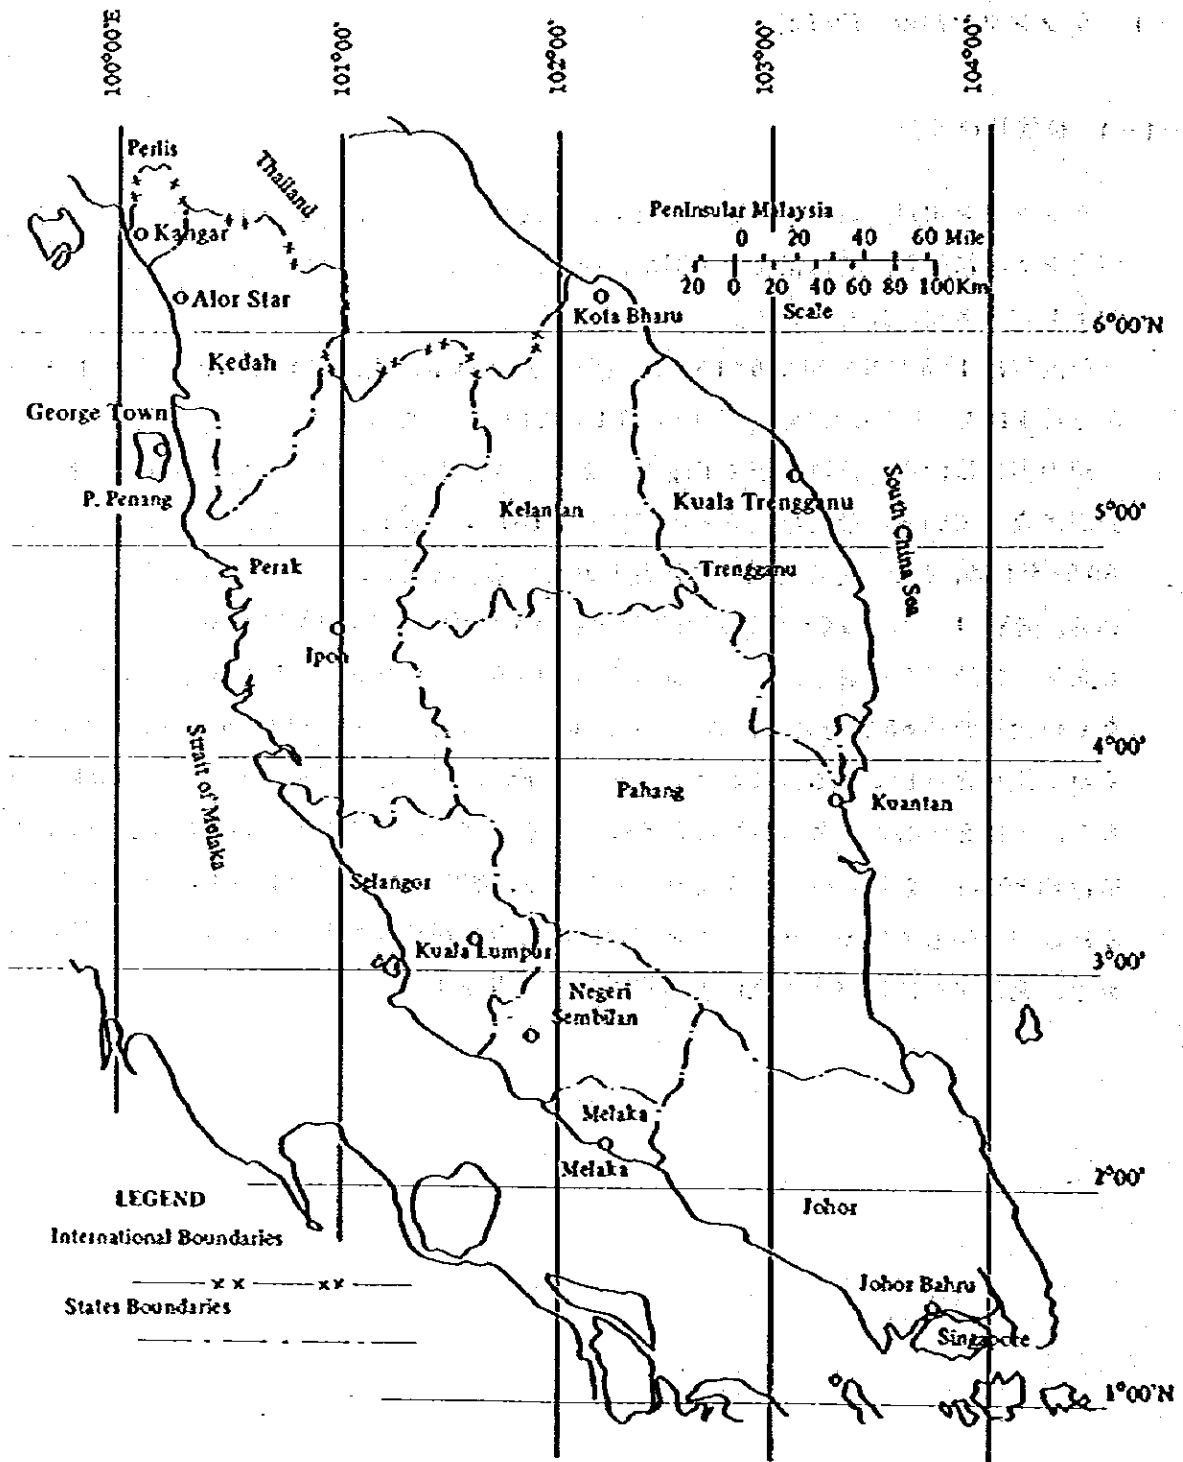 100°00'E
101°00'
102°00'
103°00'
104°00'
Perlis
Thailand
Peninsular Malaysia
0 20 40 60 Mile
20 0 20 40 60 80 100Km
Scale
Kangar
Alor Star
Kota Bharu
6°00'N
Kedah
George Town
P. Penang
Kelantan
Kuala Trengganu
South China Sea
5°00'
Perak
Trengganu
Ipoh
Strait of Melaka
4°00'
Pahang
Kuantan
Selangor
Kuala Lumpur
3°00'
Negeri
Sembilan
Melaka
Melaka
2°00'
LEGEND
Johor
International Boundaries
xx xx
Johor Bahru
States Boundaries
Singapore
1°00'N